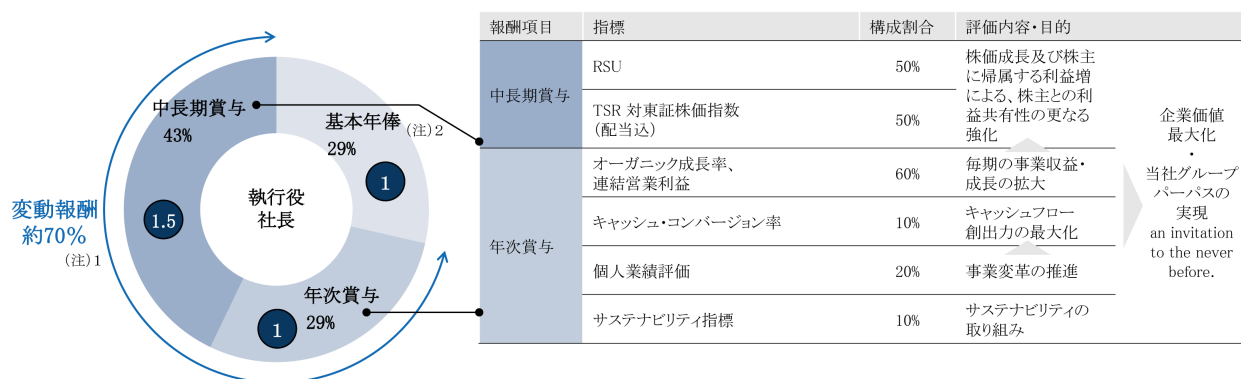 中長期賞与
43%
基本年俸
(注)2
29%
1
執行役
社長
1.5
変動報酬
約70%
(注)1
年次賞与
29%
1
報酬項目 指標 構成割合 評価内容・目的
中長期賞与
RSU 50%
TSR 対東証株価指数
(配当込)
50%
株価成長及び株主
に帰属する利益増
による、株主との利
益共有性の更なる
強化
年次賞与
オーガニック成長率、
連結営業利益
60%
毎期の事業収益・
成長の拡大
キャッシュ・コンバージョン率 10%
キャッシュフロー
創出力の最大化
個人業績評価 20% 事業変革の推進
サステナビリティ指標 10%
サステナビリティの
取り組み
企業価値
最大化
・
当社グループ
パーパスの
実現
an invitation
to the never
before.